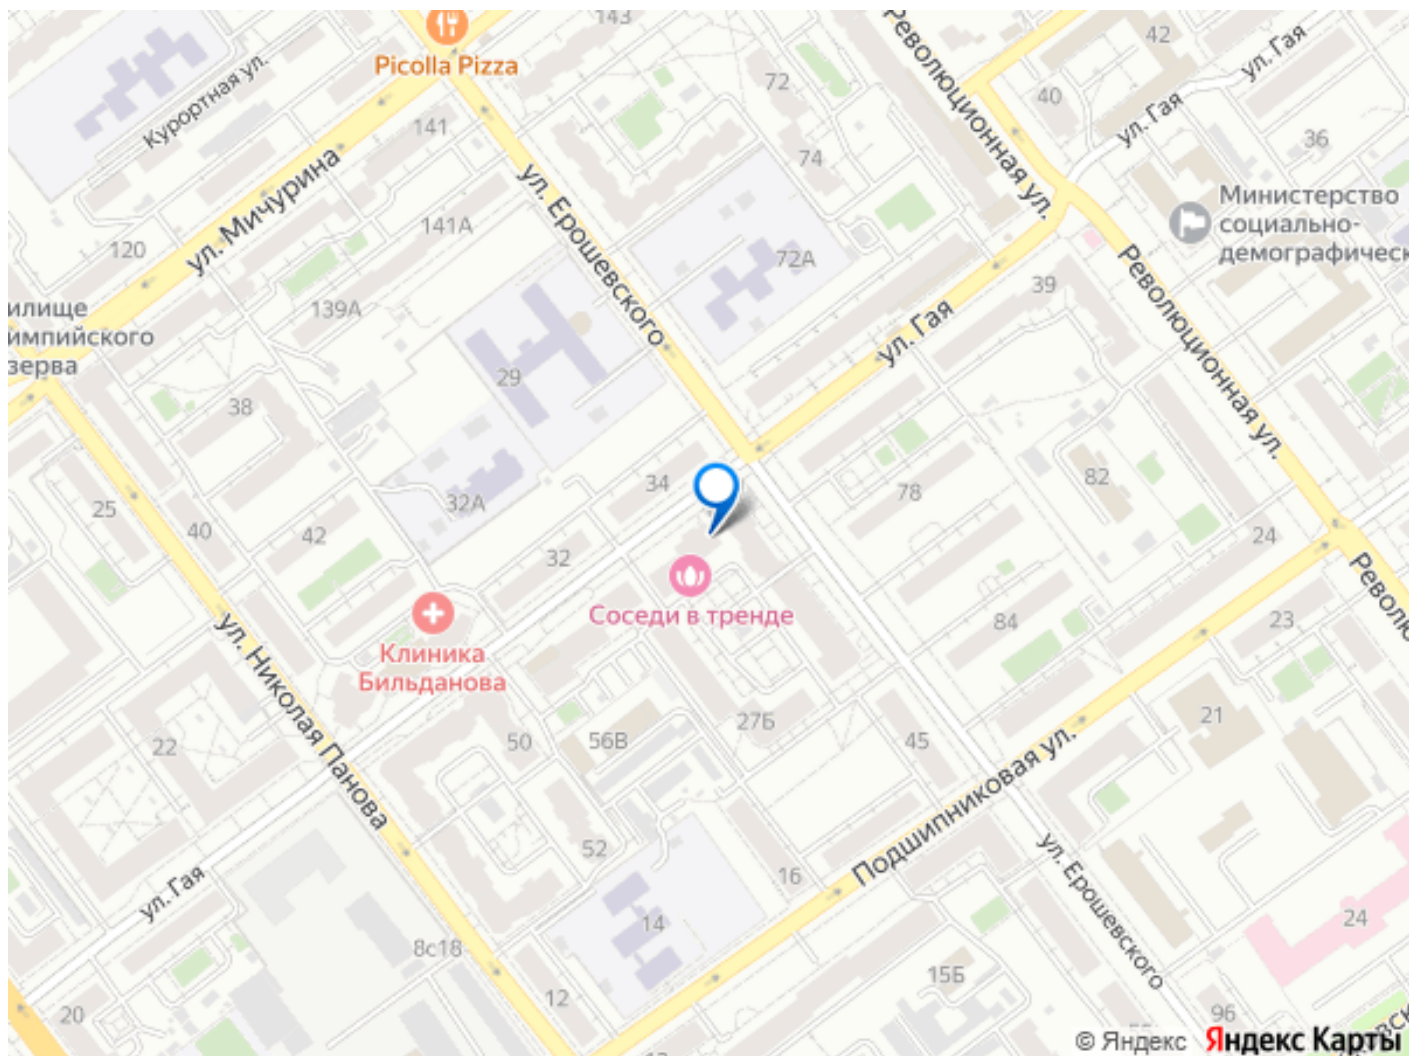 143
42
ул. Гая
Picolla Pizza
Революционная ул.
72
40
Курортная ул.
141
ул. Гая
36
74
ул. Мичурина
ул. Ерошевского
Министерство
социально-
демографическ
141А
120
72А
39
Революционная ул.
139А
илище
импийского
зерва
ул. Гая
29
38
34
78
82
32А
25
40
42
24
32
Револю
Соседи в тренде
84
23
Клиника
Бильданова
ул. Николая Панова
27Б
21
22
50
56В
45
Подшипниковая ул.
52
16
ул. Гая
ул. Ерошевского
14
24
8с18
15Б
12
20
96
© Яндекс Яндекс Карты